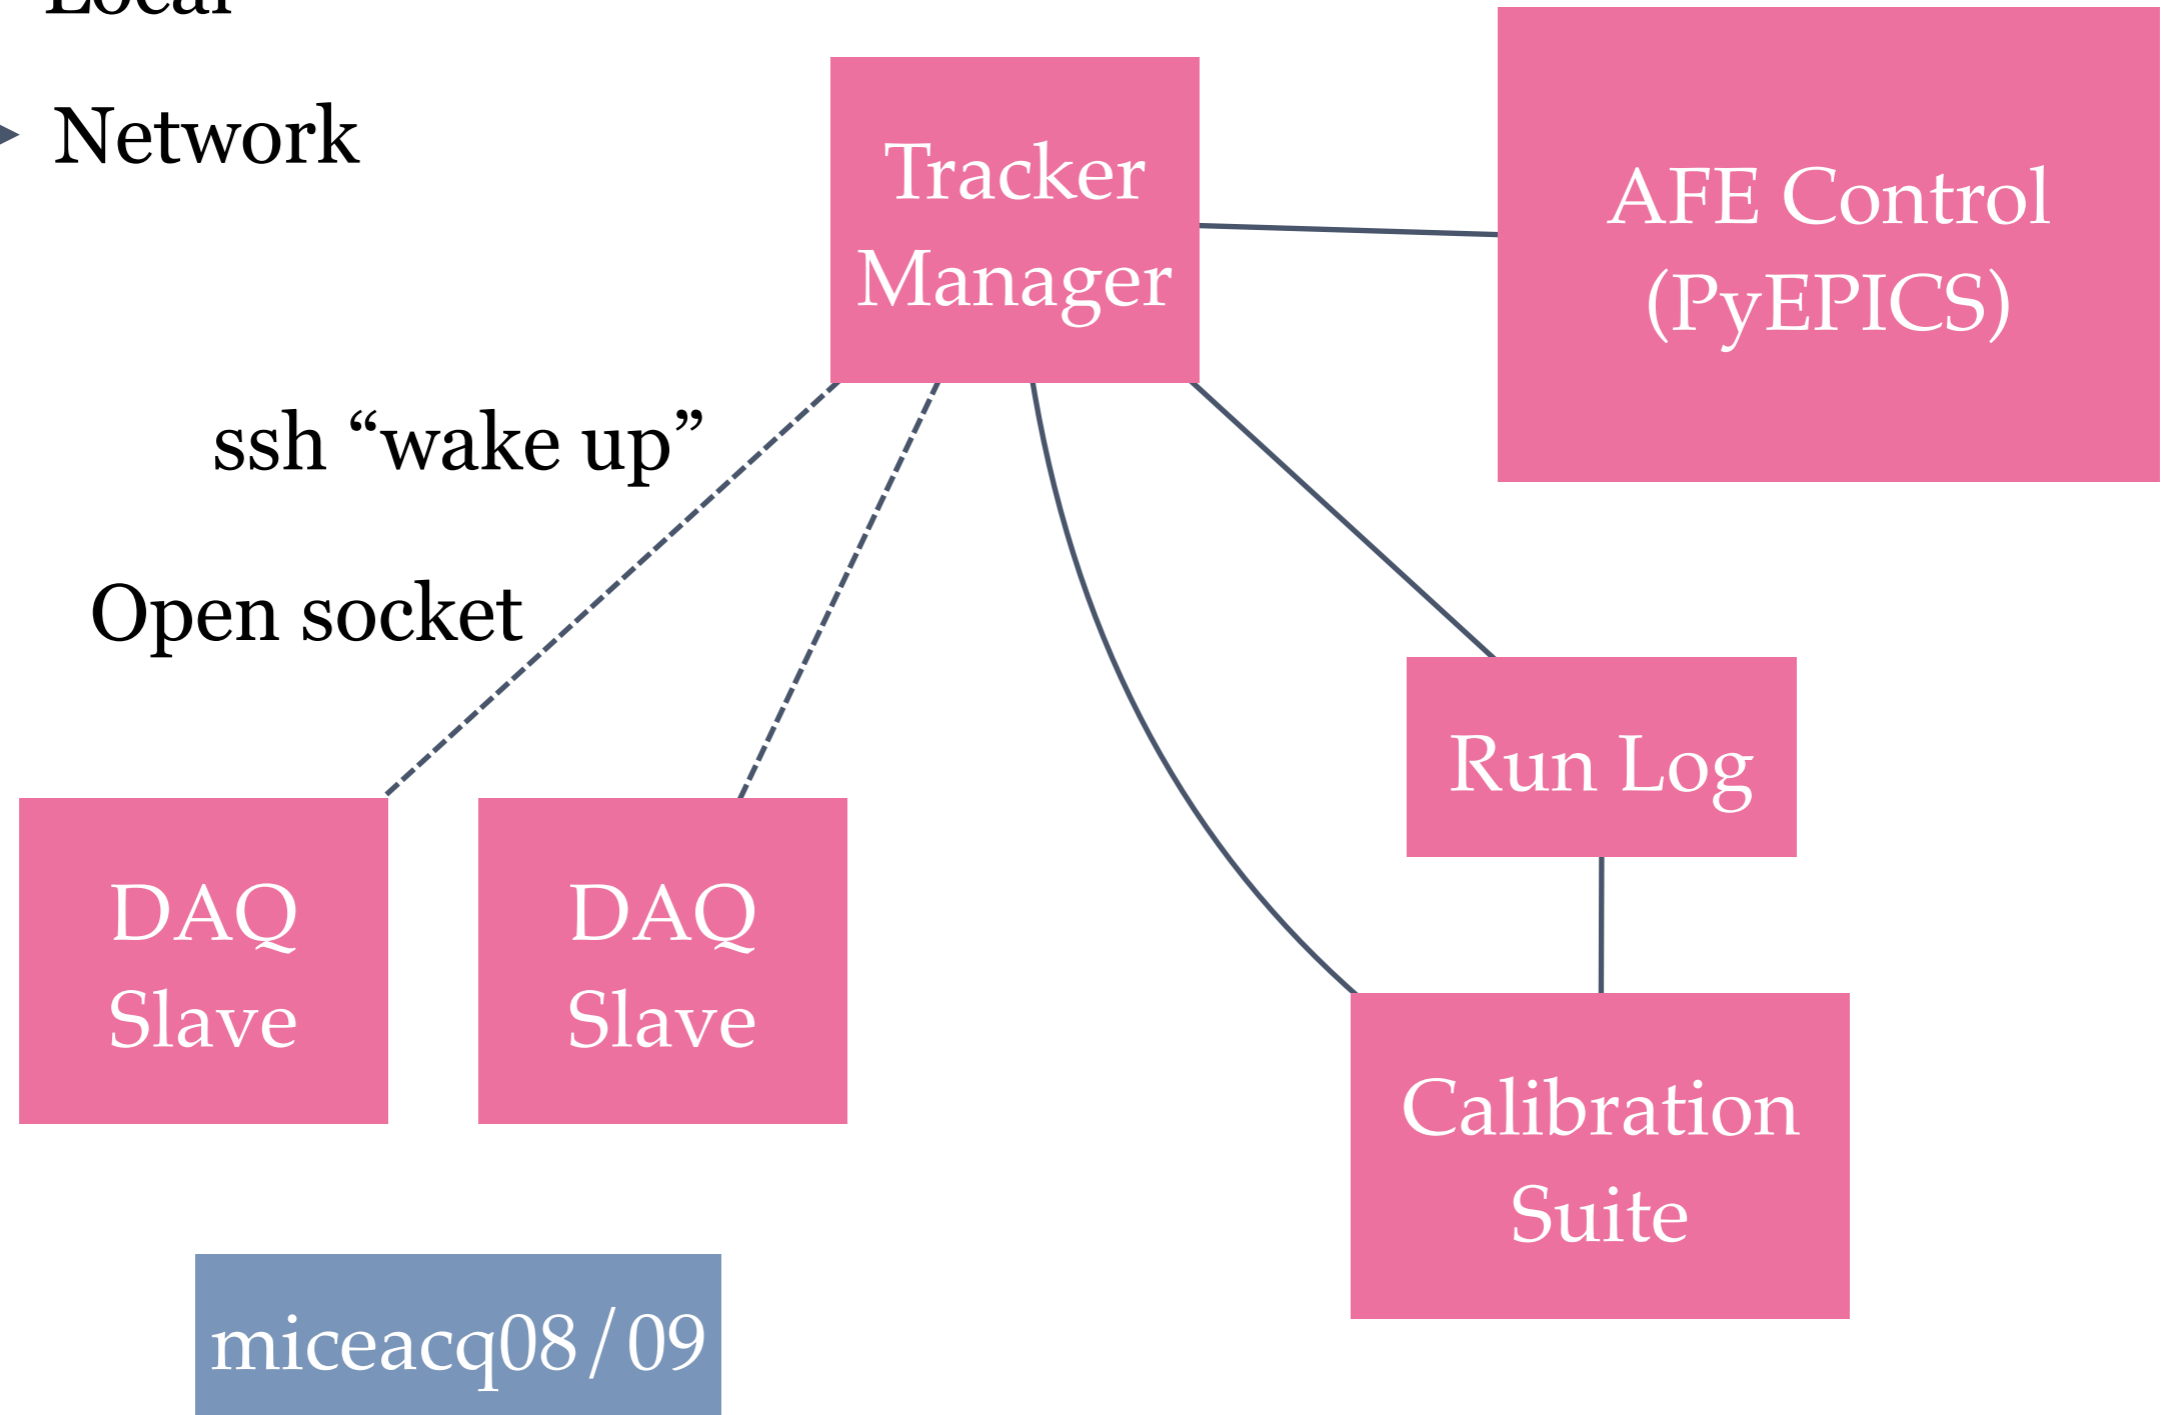 Local
Network
Tracker
Manager
AFE Control
(PyEPICS)
ssh “wake up”
Open socket
Run Log
DAQ
Slave
DAQ
Slave
Calibration
Suite
miceacq08/09